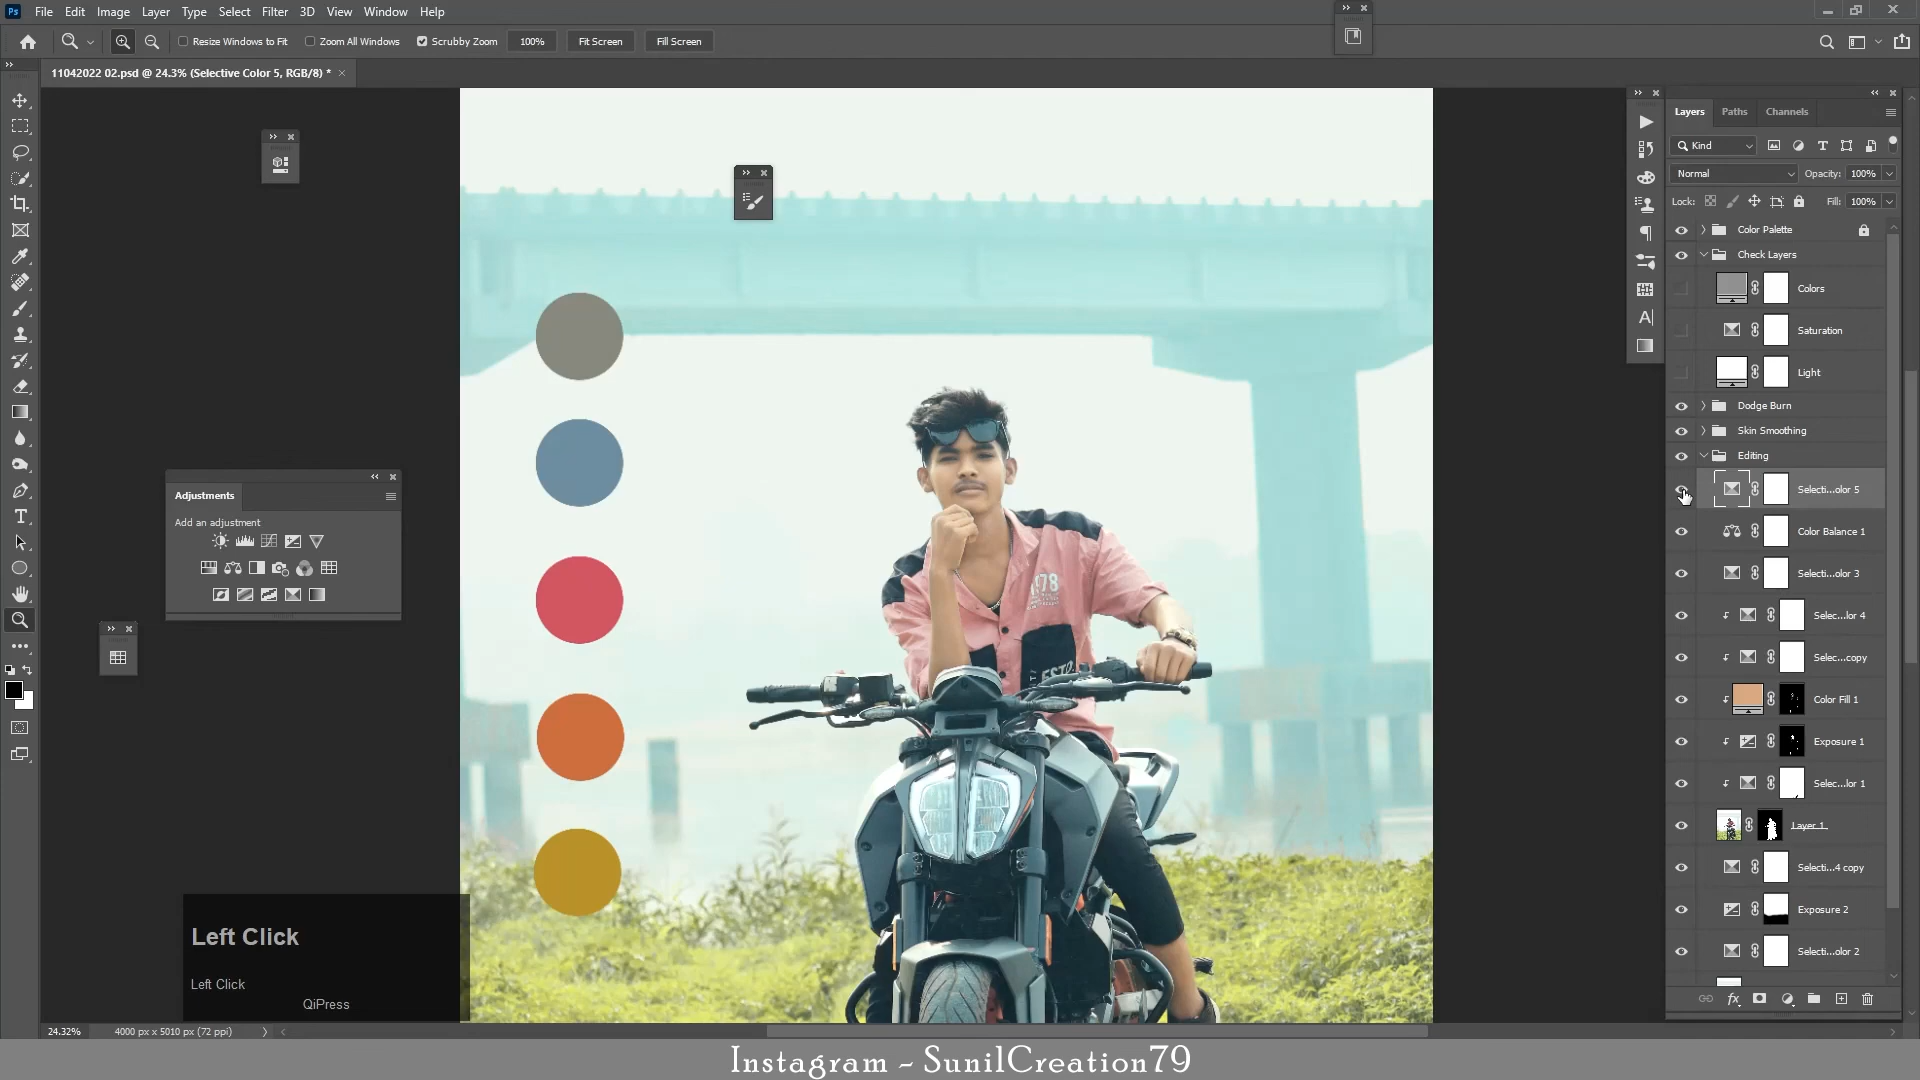 Ps File Edit Image Layer Type Select Filter 3D View Window Help
Resize Windows to Fit Zoom All Windows Scrubby Zoom 100% Fit Screen Fill Screen
11042022 02.psd @ 24.3% (Selective Color 5, RGB/8) * ×
Layers Paths Channels
Kind
Normal Opacity: 100%
Lock: Fill: 100%
Color Palette
Check Layers
Colors
Saturation
Light
Dodge Burn
Skin Smoothing
Editing
Selecti...olor 5
Color Balance 1
Selecti...olor 3
Selec...lor 4
Selec...copy
Color Fill 1
Exposure 1
Selec...lor 1
Layer 1
Selecti...4 copy
Exposure 2
Selecti...olor 2
Adjustments
Add an adjustment
1978
ESTD.
Left Click
Left Click
QiPress
24.32% 4000 px x 5010 px (72 ppi)
Instagram - SunilCreation79